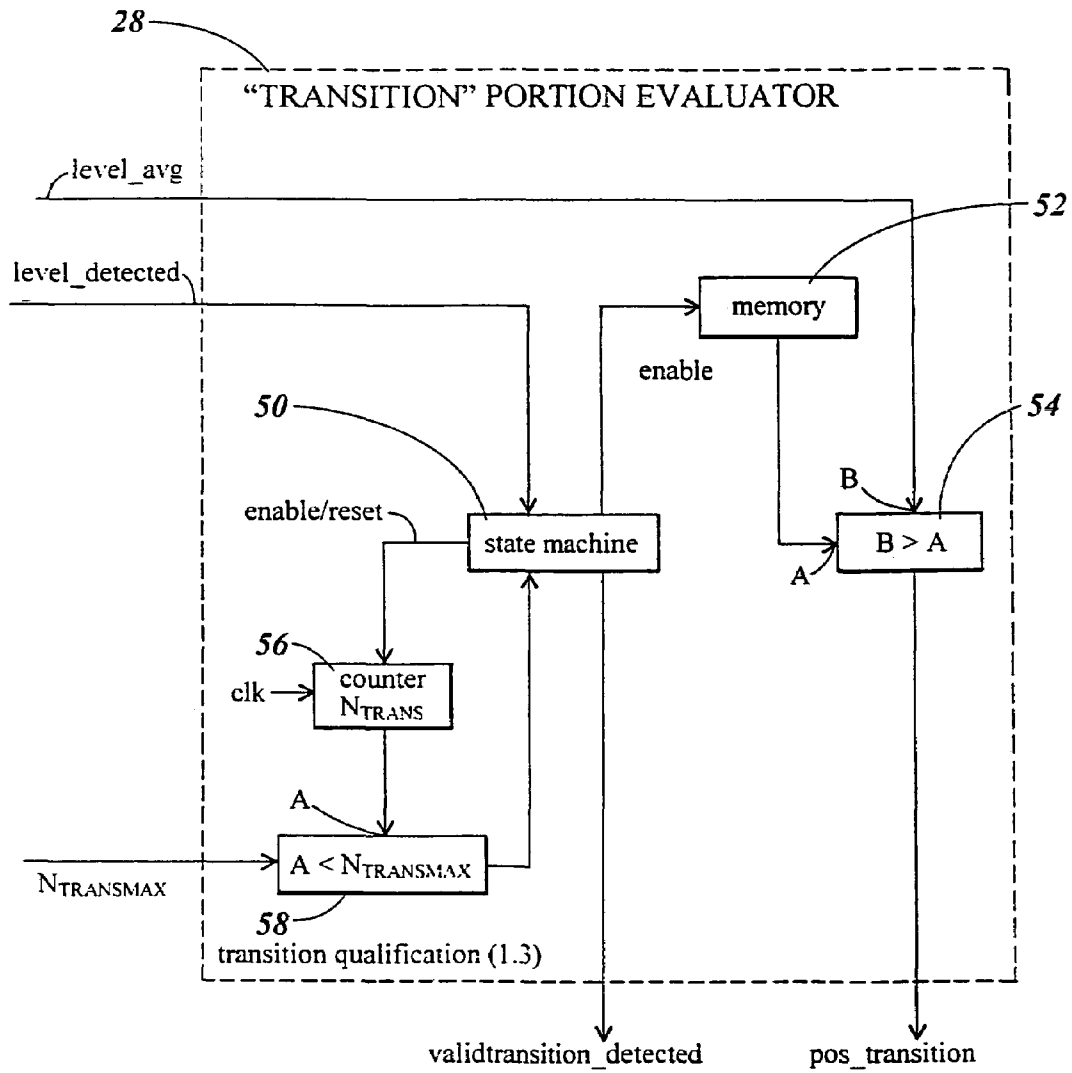 28
“TRANSITION” PORTION EVALUATOR
level_avg
52
level_detected
memory
enable
50
54
B
enable/reset
state machine
B > A
A
56
counter
clk
NTRANS
A
A < NTRANSMAX
NTRANSMAX
58
transition qualification (1.3)
validtransition_detected
pos_transition